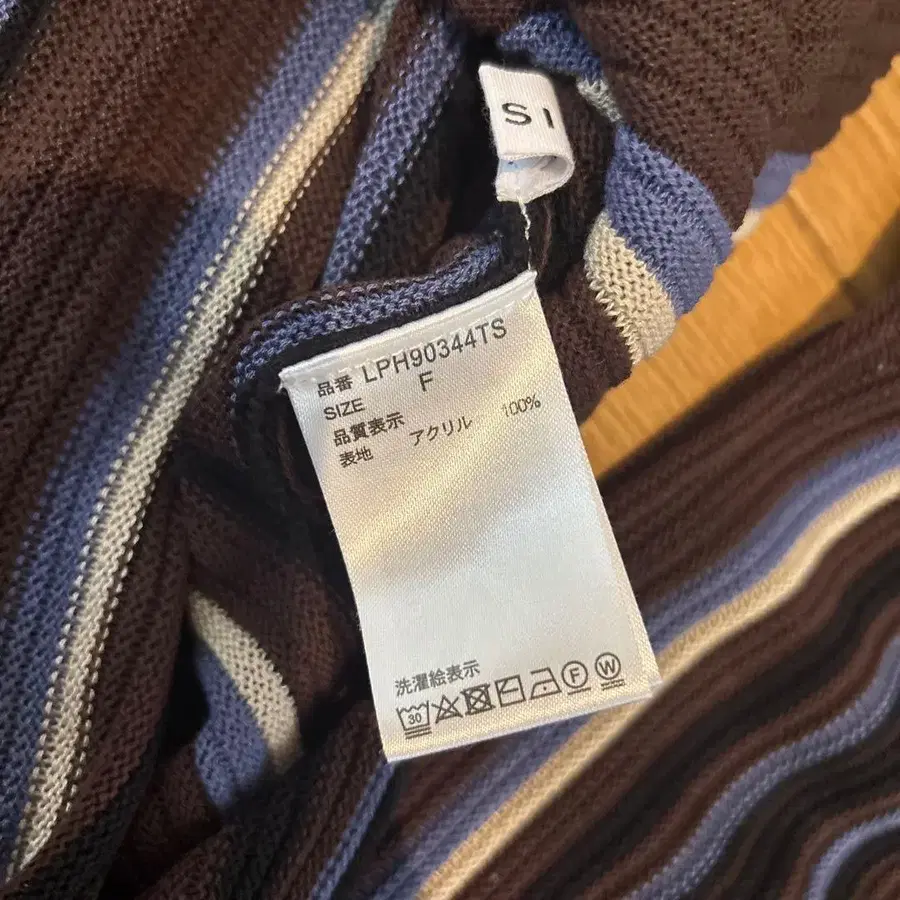 SI
品番 LPH90344TS
SIZE F
品質表示
表地 アクリル 100%
洗濯絵表示
30 F W